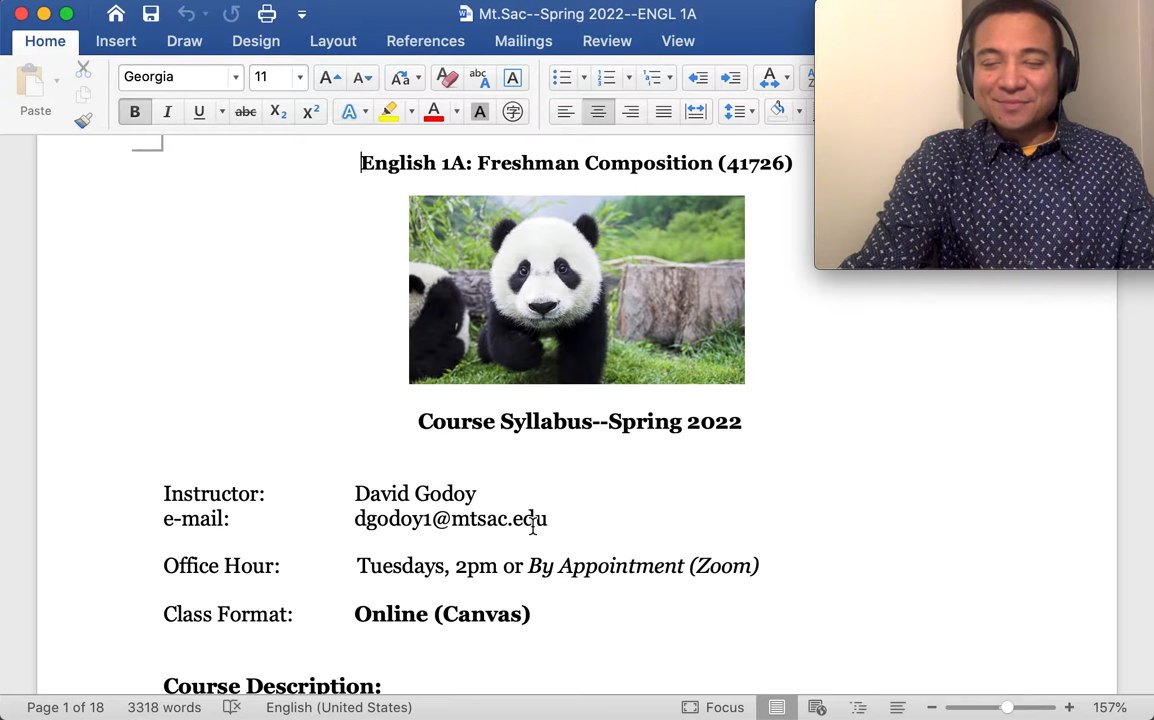 Mt.Sac--Spring 2022--ENGL 1A
Home Insert Draw Design Layout References Mailings Review View
Paste
Georgia 11
English 1A: Freshman Composition (41726)
Course Syllabus--Spring 2022
Instructor: David Godoy
e-mail: dgodoy1@mtsac.edu
Office Hour: Tuesdays, 2pm or By Appointment (Zoom)
Class Format: Online (Canvas)
Course Description:
Page 1 of 18 3318 words English (United States) Focus 157%